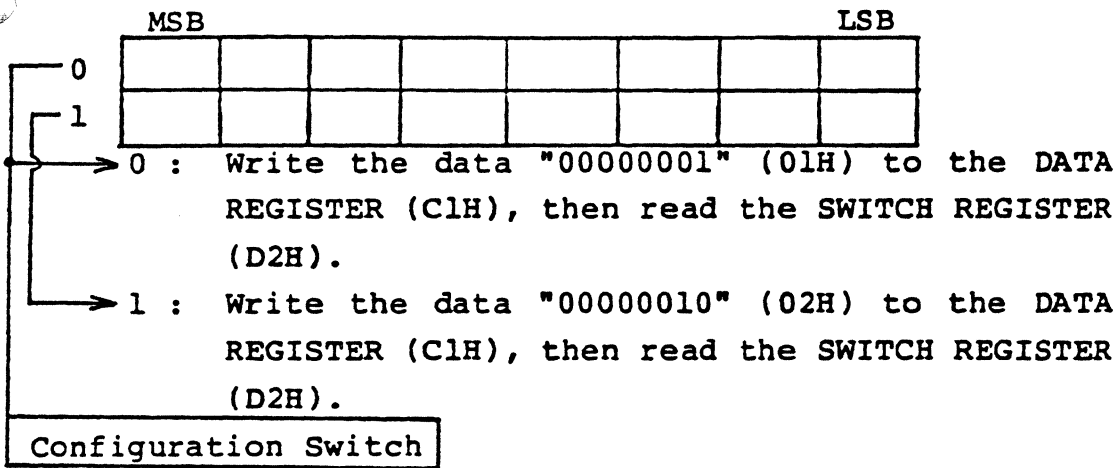 MSB LSB
0
1
0 : Write the data "00000001" (01H) to the DATA
REGISTER (C1H), then read the SWITCH REGISTER
(D2H).
1 : Write the data "00000010" (02H) to the DATA
REGISTER (C1H), then read the SWITCH REGISTER
(D2H).
Configuration Switch